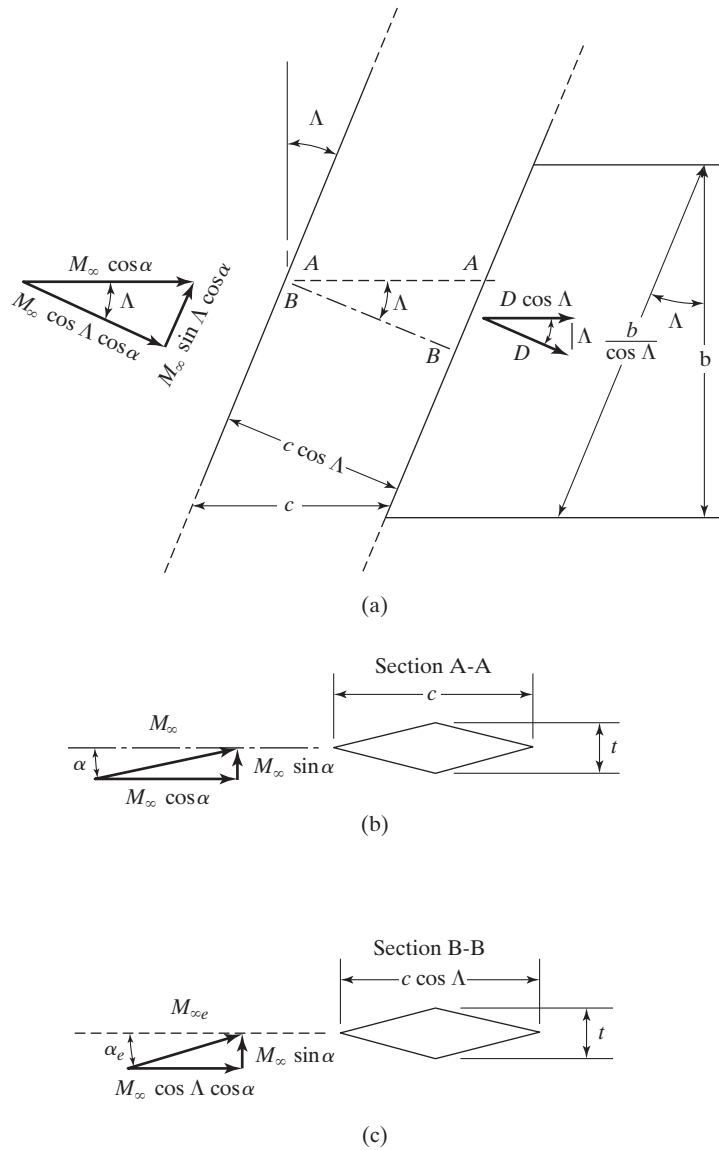 Λ
M∞ cos α
Λ
M∞ cos Λ cos α
M∞ sin Λ cos α
A
A
B
Λ
B
D cos Λ
Λ
D
b
cos Λ
Λ
b
c cos Λ
c
(a)
Section A-A
c
M∞
α
M∞ sin α
M∞ cos α
t
(b)
Section B-B
c cos Λ
M∞e
αe
M∞ sin α
M∞ cos Λ cos α
t
(c)